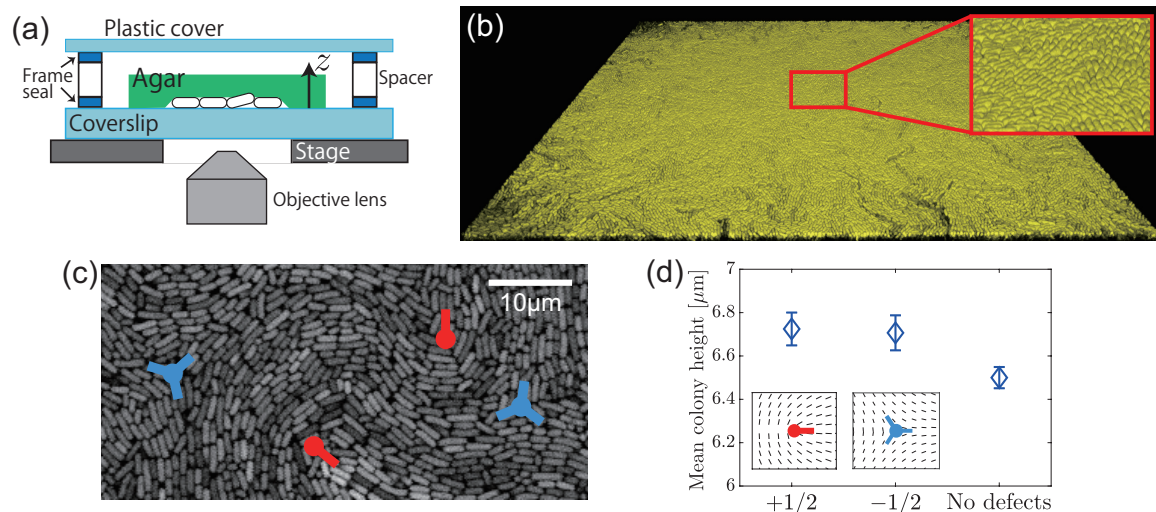 (a)
Plastic cover
Frame
seal
Agar
z
Spacer
Coverslip
Stage
Objective lens
(b)
(c)
10μm
(d)
Mean colony height [μm]
7
6.8
6.6
6.4
6.2
6
+1/2
−1/2
No defects